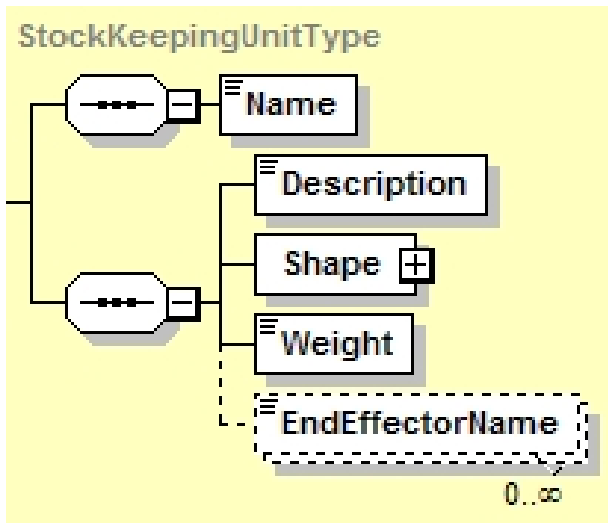 StockKeepingUnitType
Name
Description
Shape
Weight
EndEffectorName
0..∞